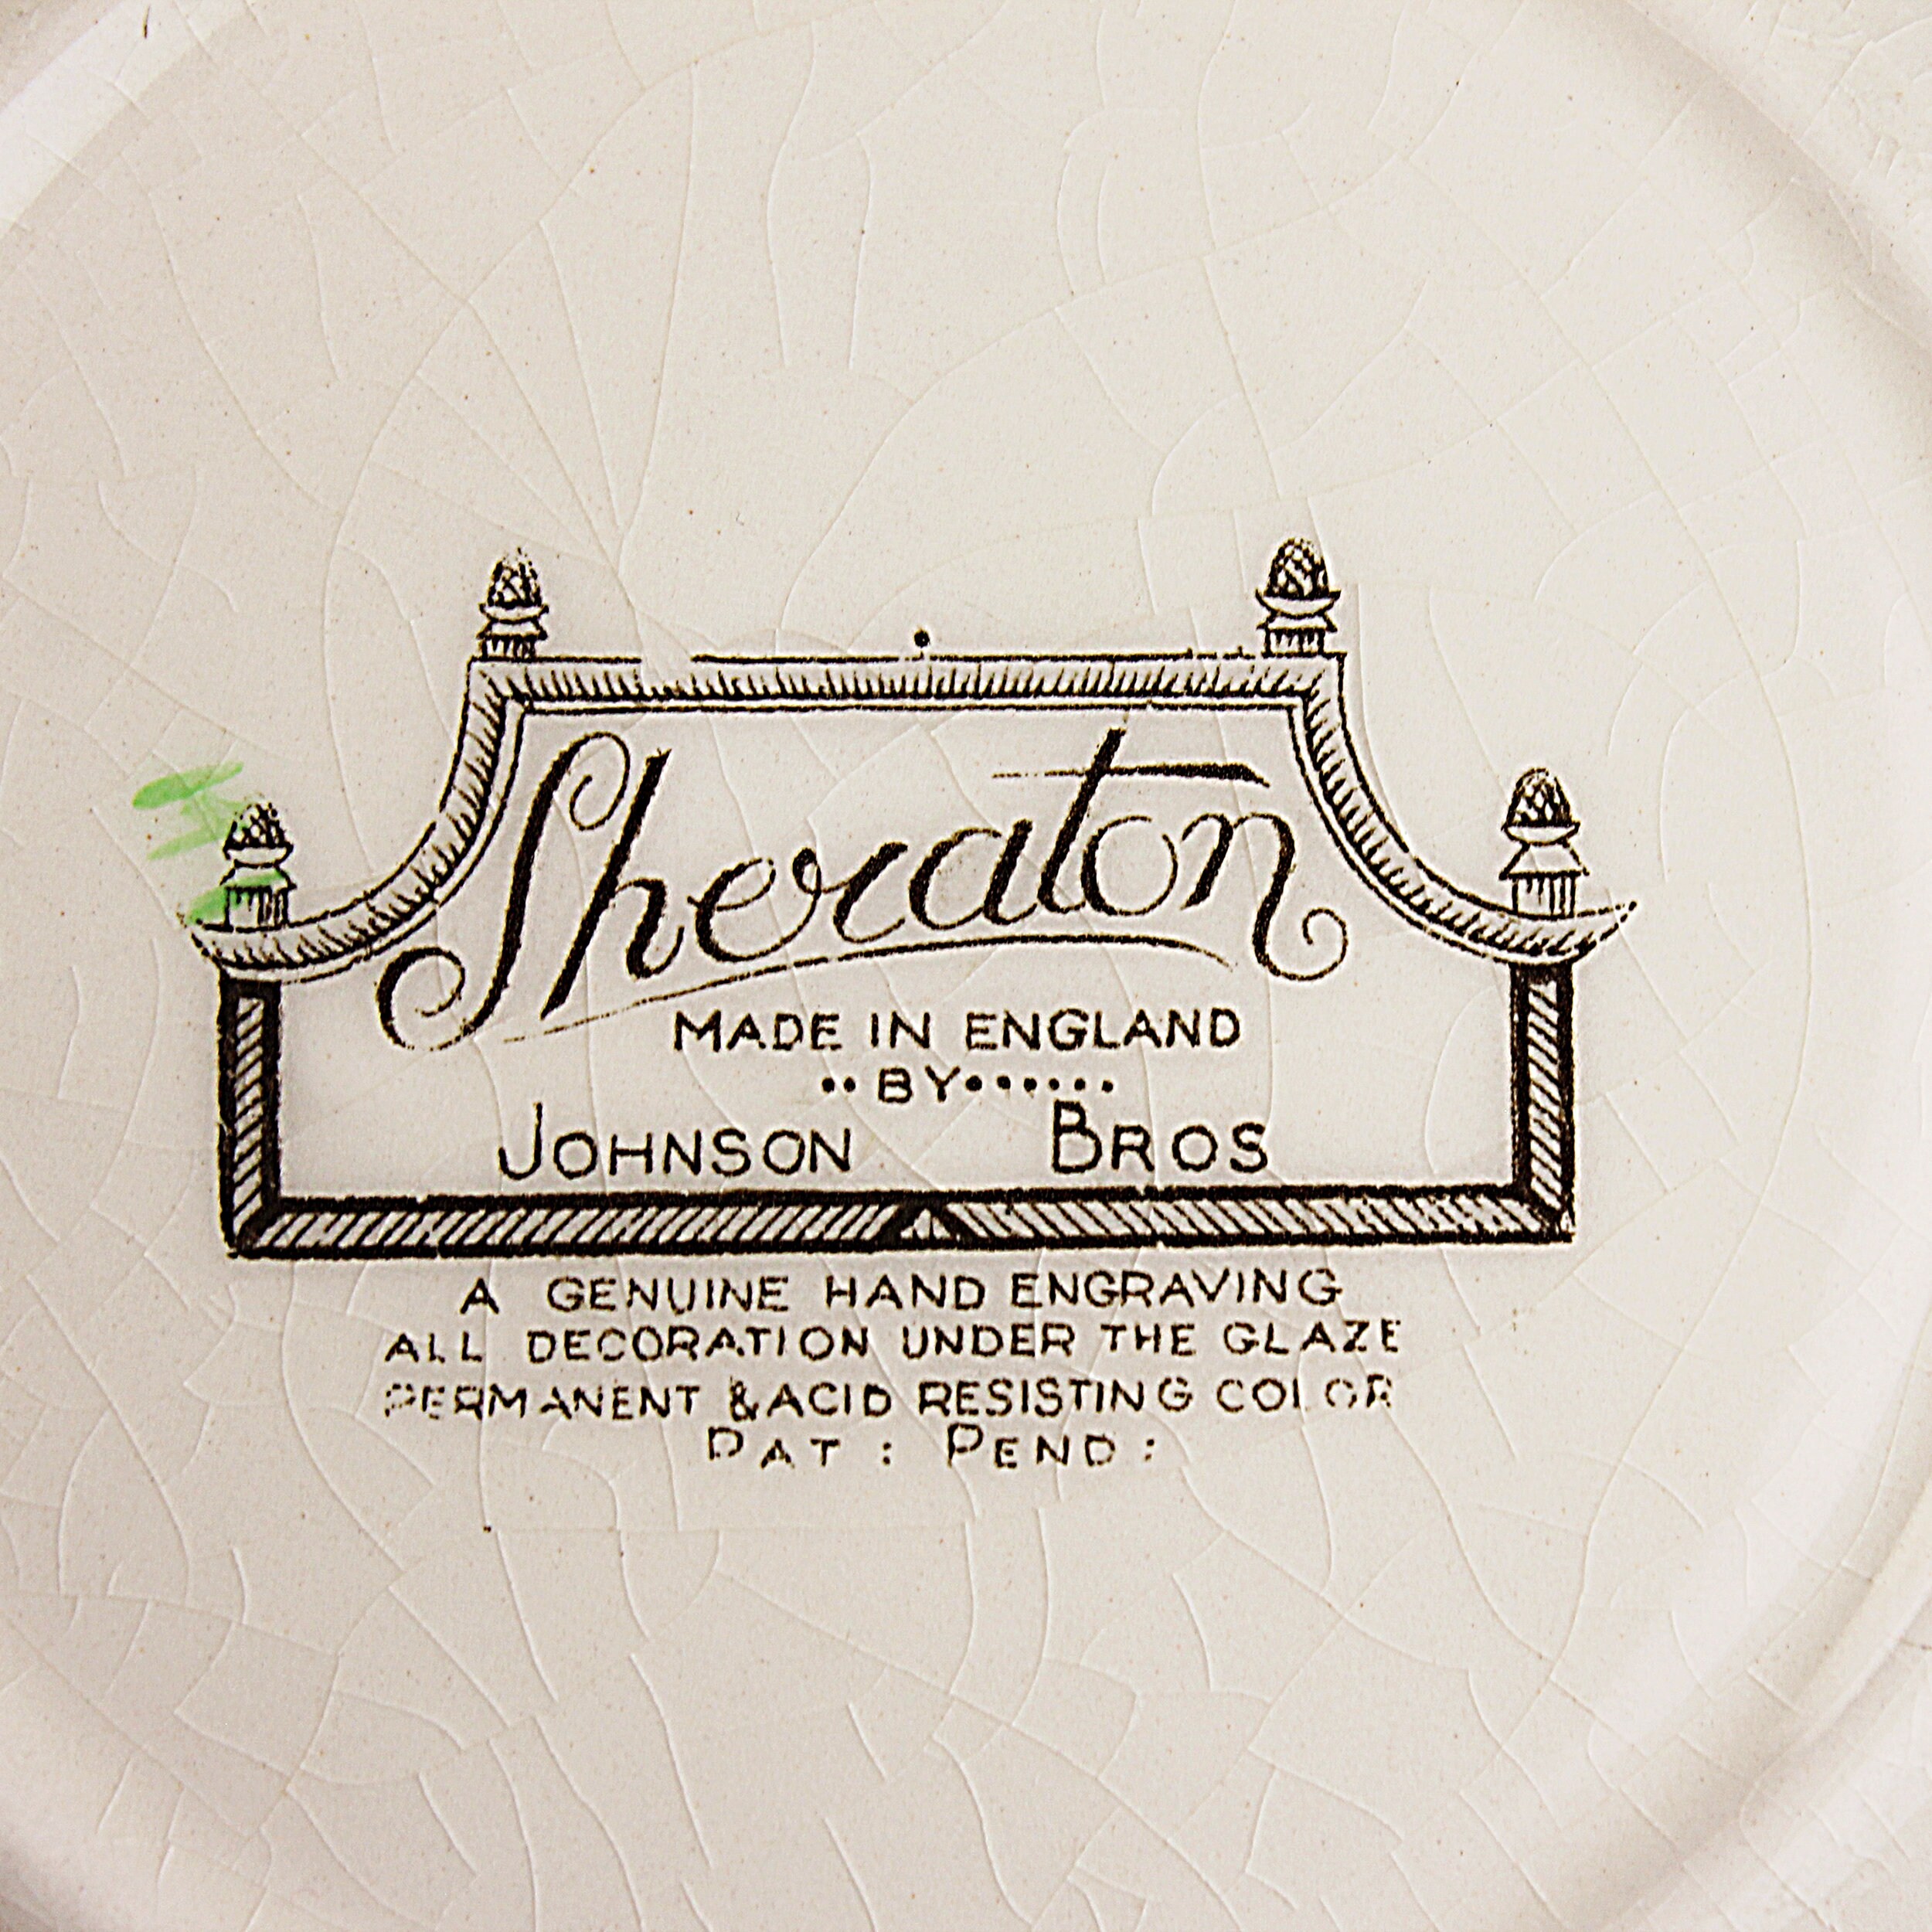 Sheraton
MADE IN ENGLAND
••BY••••••
JOHNSON BROS
A GENUINE HAND ENGRAVING
ALL DECORATION UNDER THE GLAZE
PERMANENT & ACID RESISTING COLOR
PAT: PEND: